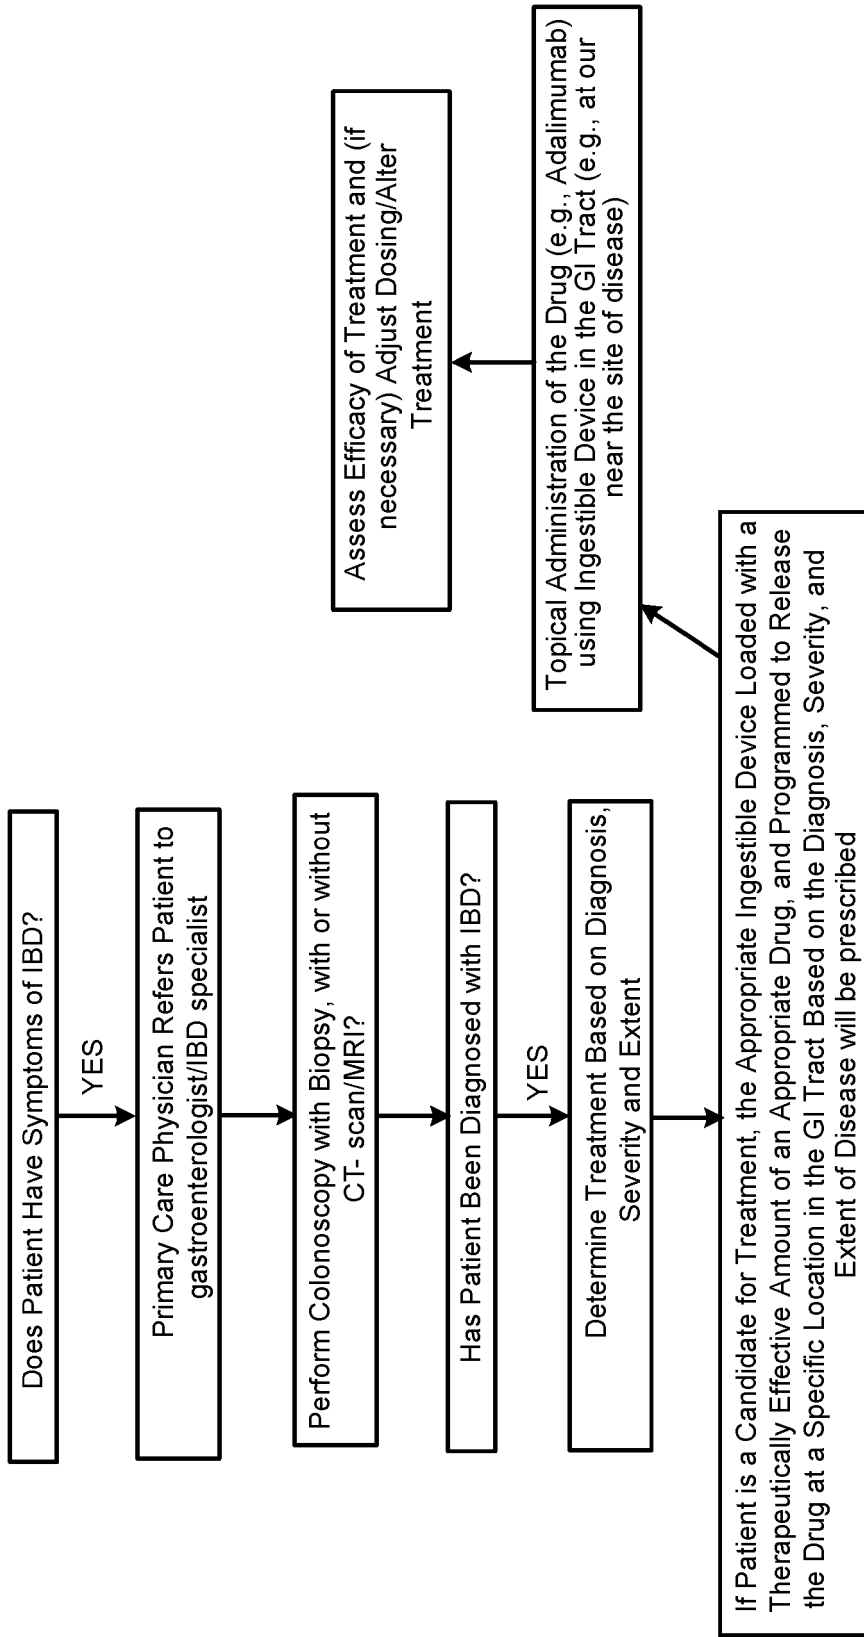 Does Patient Have Symptoms of IBD?
YES
Primary Care Physician Refers Patient to
gastroenterologist/IBD specialist
Perform Colonoscopy with Biopsy, with or without
CT- scan/MRI?
Has Patient Been Diagnosed with IBD?
YES
Determine Treatment Based on Diagnosis,
Severity and Extent
If Patient is a Candidate for Treatment, the Appropriate Ingestible Device Loaded with a
Therapeutically Effective Amount of an Appropriate Drug, and Programmed to Release
the Drug at a Specific Location in the GI Tract Based on the Diagnosis, Severity, and
Extent of Disease will be prescribed
Topical Administration of the Drug (e.g., Adalimumab)
using Ingestible Device in the GI Tract (e.g., at our
near the site of disease)
Assess Efficacy of Treatment and (if
necessary) Adjust Dosing/Alter
Treatment